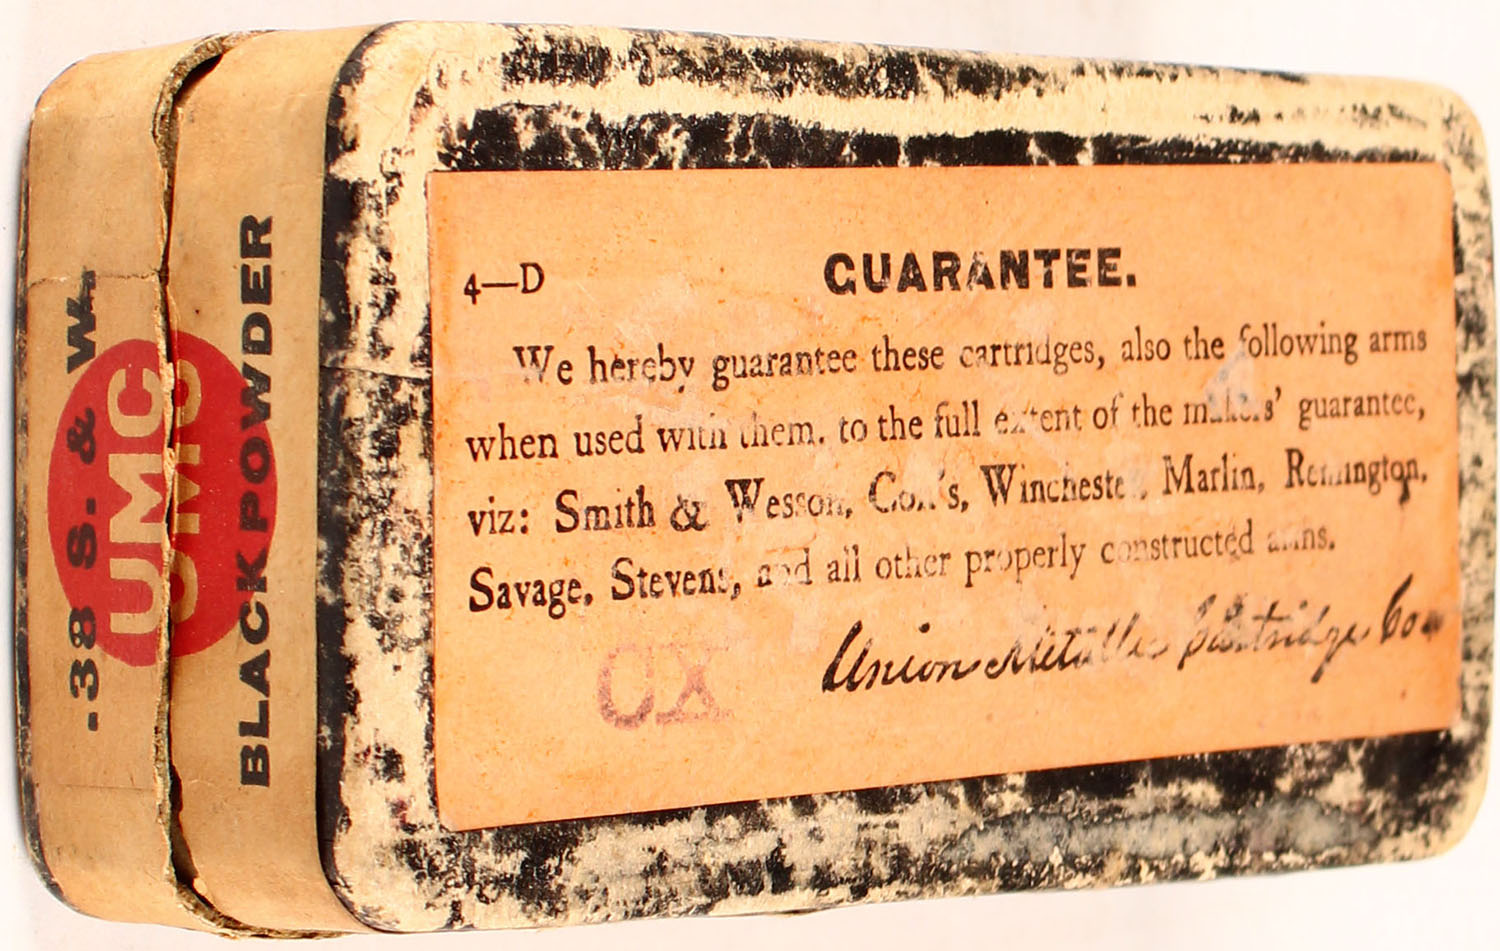 .38 S. & W.
UMC
UMC
BLACK POWDER
4—D
GUARANTEE.
We hereby guarantee these cartridges, also the following arms
when used with them, to the full extent of the makers' guarantee,
viz: Smith & Wesson, Colt's, Winchester, Marlin, Remington,
Savage, Stevens, and all other properly constructed arms.
Union Metallic Cartridge Co
CX